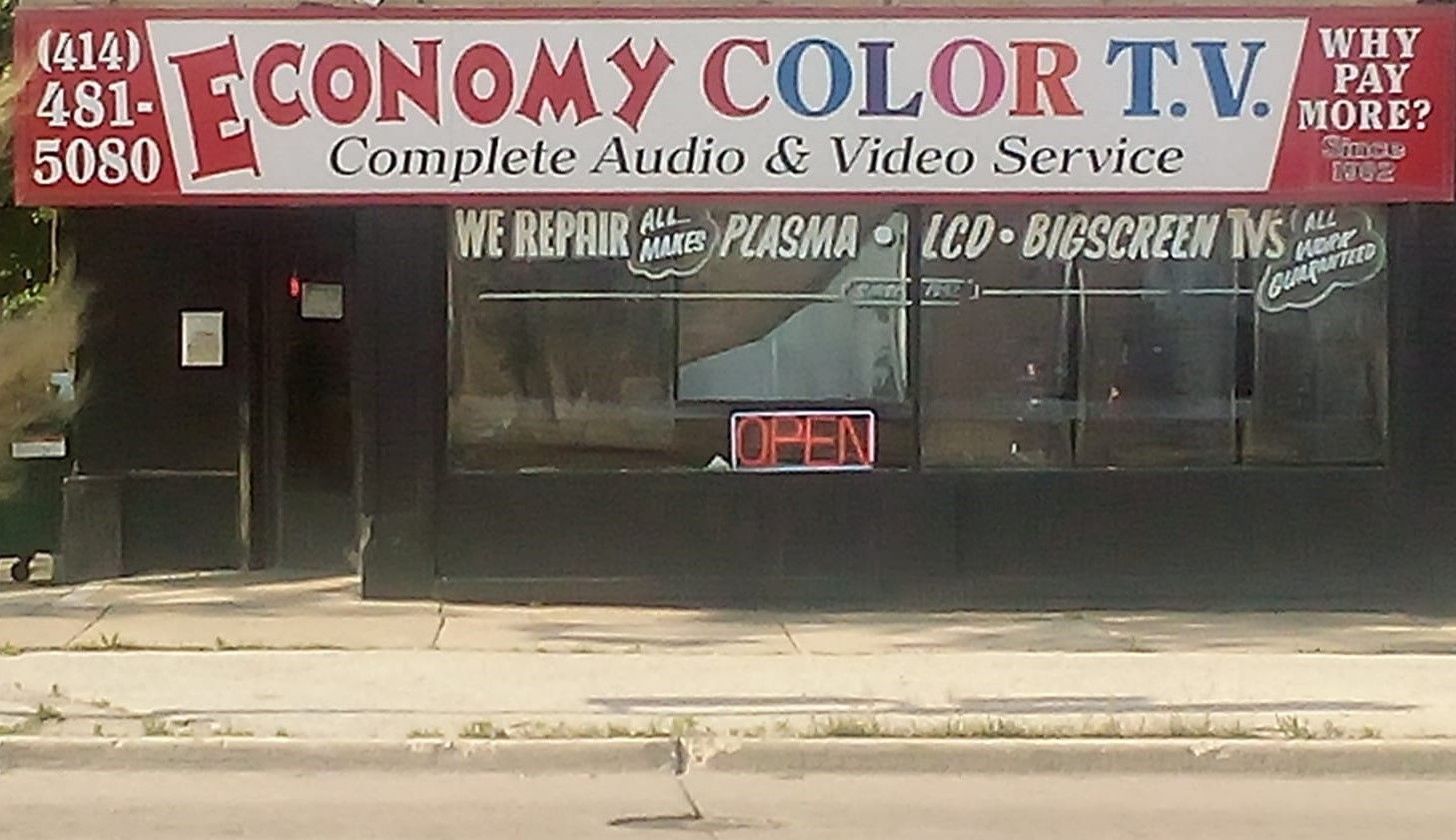 (414)
481-
5080
ECONOMY COLOR T.V.
Complete Audio & Video Service
WHY
PAY
MORE?
Since
WE REPAIR ALL MAKES PLASMA • LCD • BIGSCREEN TVS
ALL
WORK
GUARANTEED
OPEN